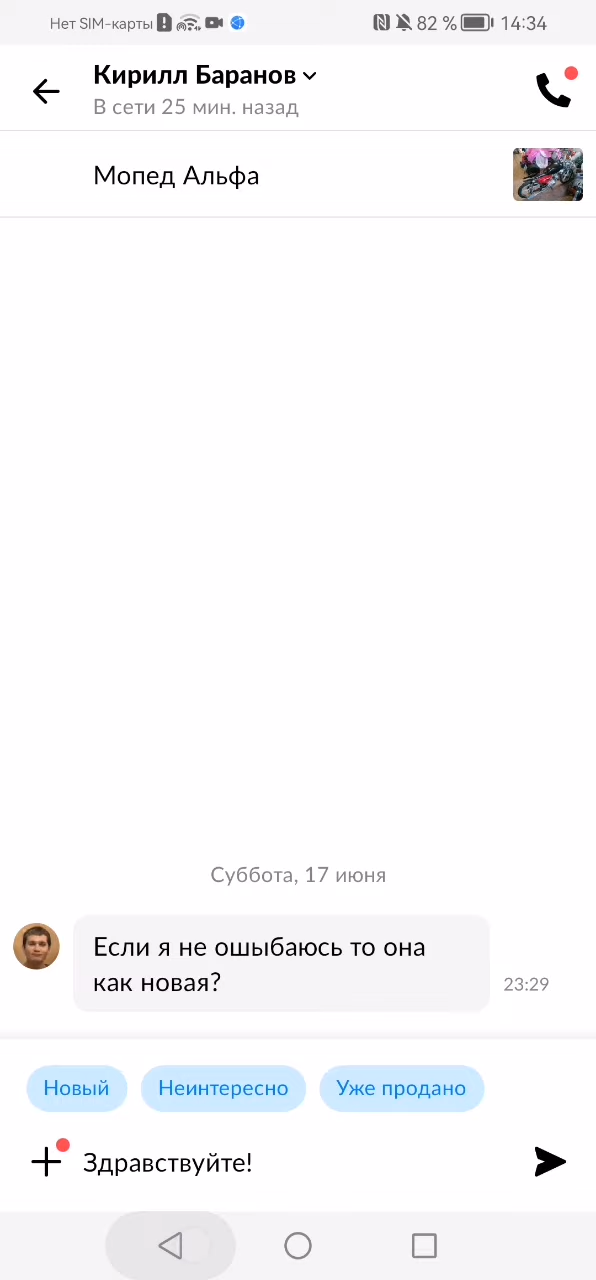 Нет SIM-карты 82 % 14:34
Кирилл Баранов
В сети 25 мин. назад
Мопед Альфа
Суббота, 17 июня
Если я не ошыбаюсь то она
как новая?
23:29
Новый Неинтересно Уже продано
Здравствуйте!